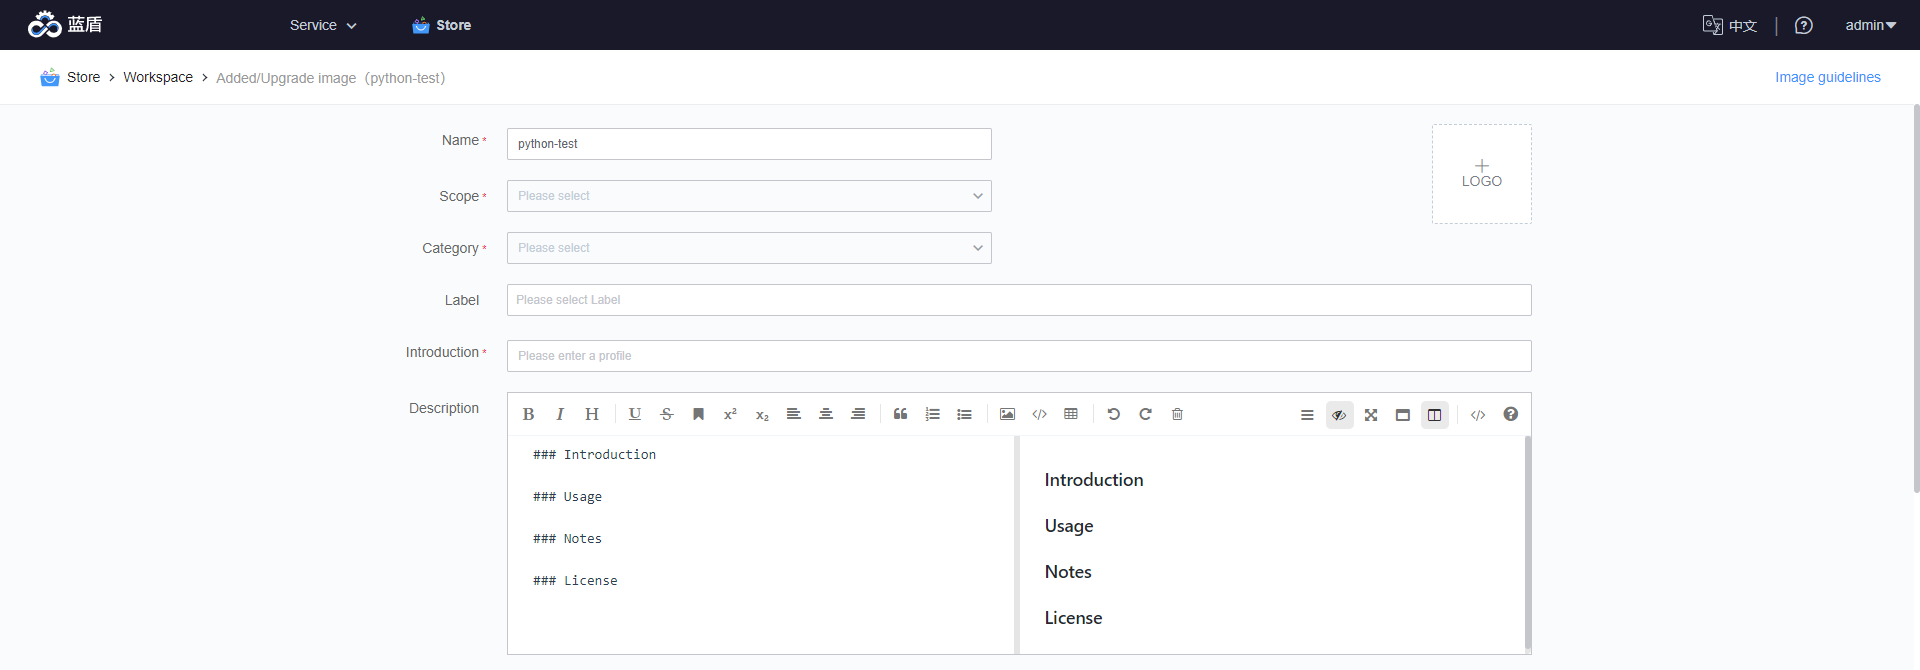 蓝盾 Service Store 中文 | admin
Store > Workspace > Added/Upgrade image（python-test） Image guidelines
Name * python-test
+
LOGO
Scope * Please select
Category * Please select
Label Please select Label
Introduction * Please enter a profile
Description
B I H U S x² x₂
### Introduction
### Usage
### Notes
### License
Introduction
Usage
Notes
License